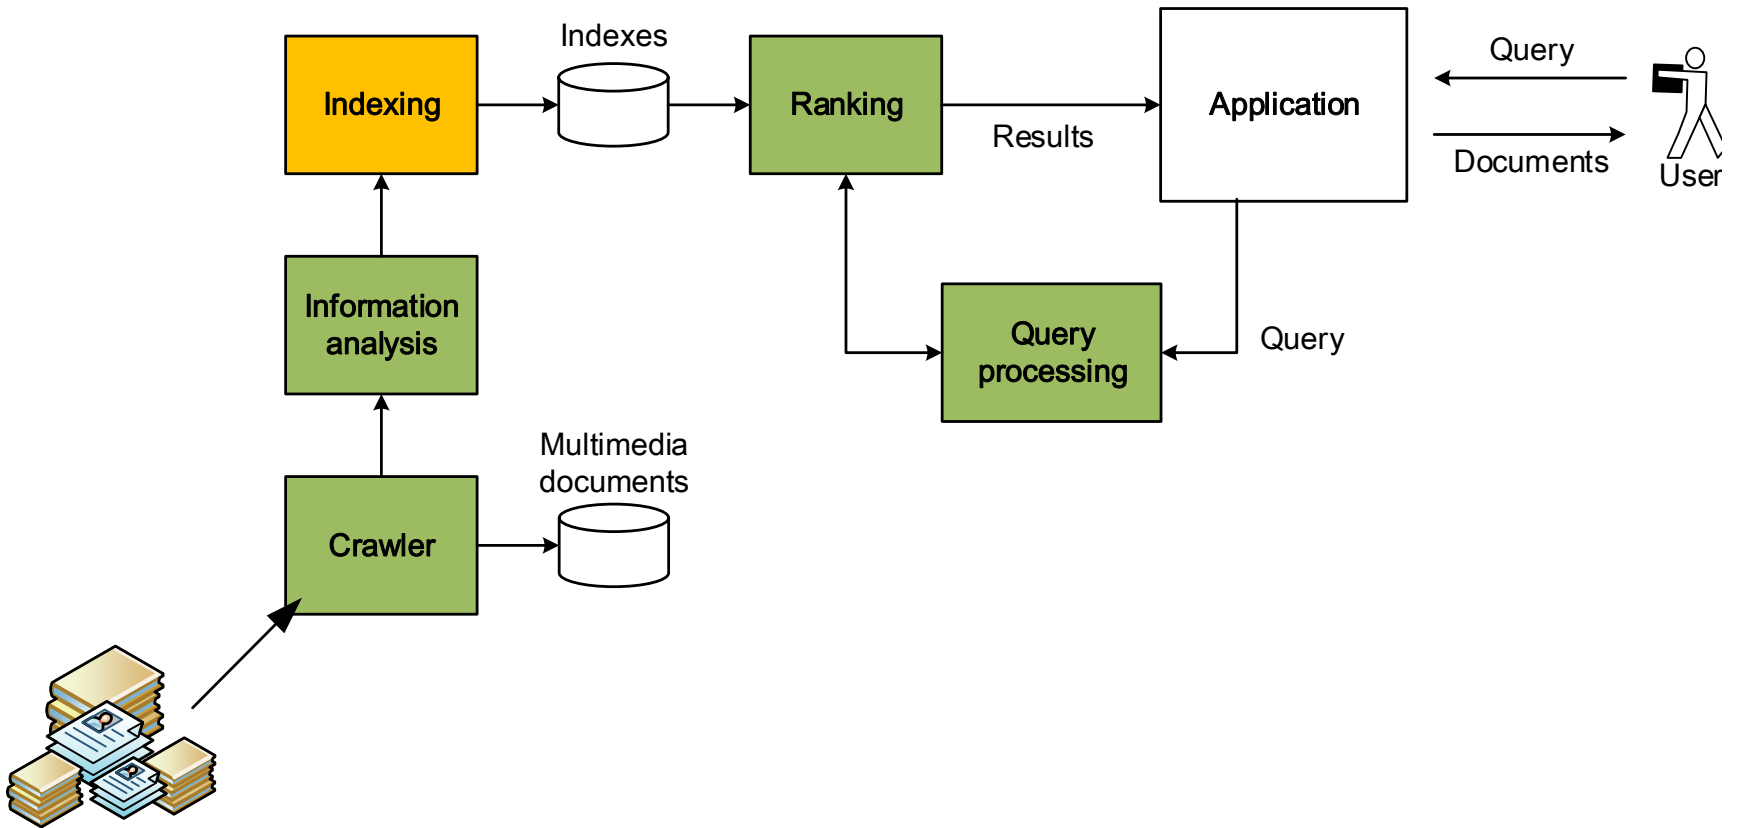 Indexes
Indexing
Ranking
Results
Application
Query
Documents
User
Information
analysis
Query
processing
Query
Multimedia
documents
Crawler